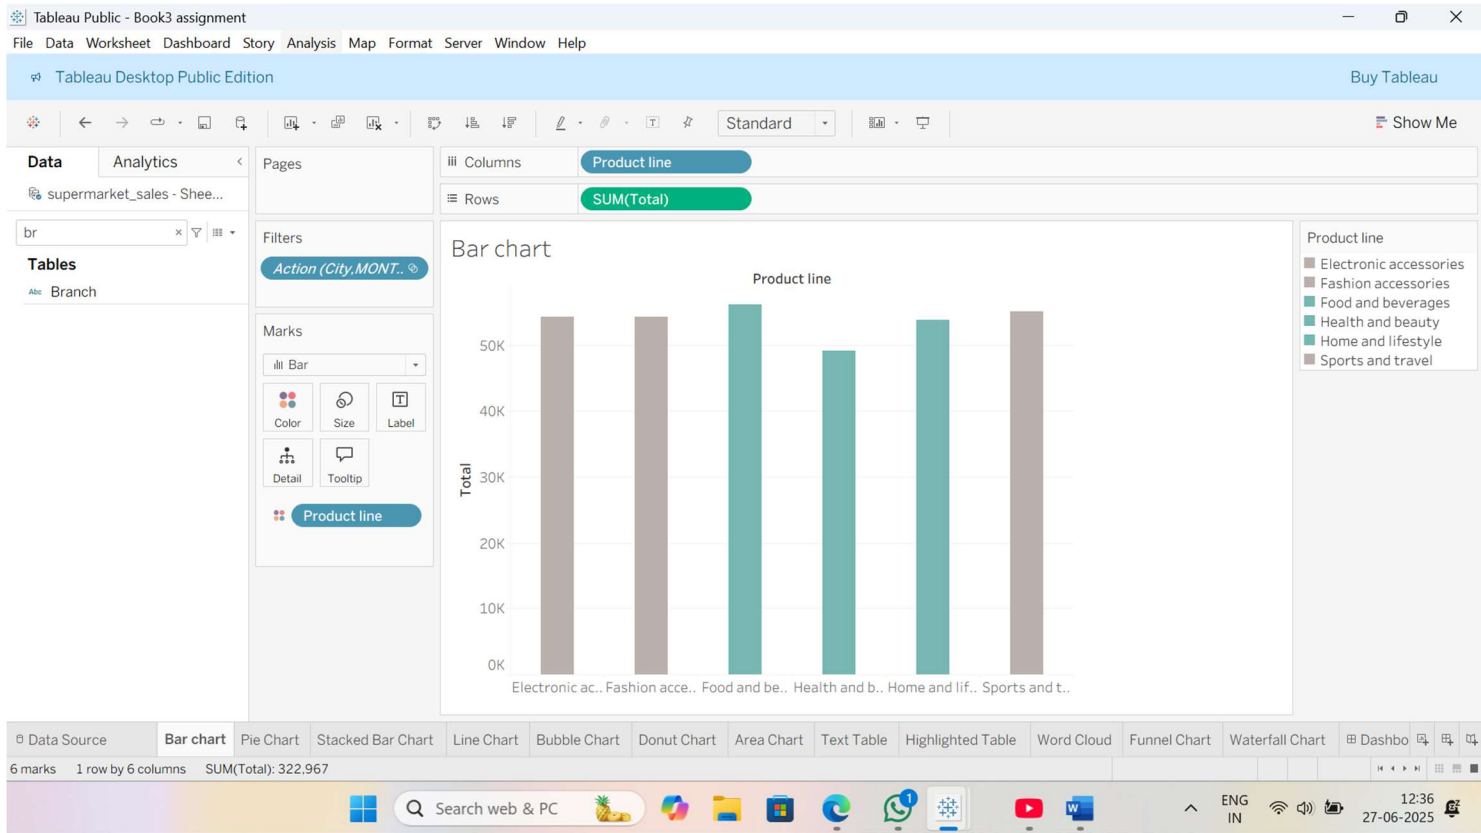 Tableau Public - Book3 assignment
File Data Worksheet Dashboard Story Analysis Map Format Server Window Help
Tableau Desktop Public Edition
Buy Tableau
Standard
Show Me
Data
Analytics
supermarket_sales - Shee...
br
Tables
Abc Branch
Pages
Filters
Action (City,MONT..
Marks
Bar
Color
Size
Label
Detail
Tooltip
Product line
Columns
Product line
Rows
SUM(Total)
Bar chart
Product line
Total
50K
40K
30K
20K
10K
0K
Electronic ac.. Fashion acce.. Food and be.. Health and b.. Home and lif.. Sports and t..
Product line
Electronic accessories
Fashion accessories
Food and beverages
Health and beauty
Home and lifestyle
Sports and travel
Data Source Bar chart Pie Chart Stacked Bar Chart Line Chart Bubble Chart Donut Chart Area Chart Text Table Highlighted Table Word Cloud Funnel Chart Waterfall Chart Dashbo
6 marks 1 row by 6 columns SUM(Total): 322,967
Search web & PC
1
W
ENG
IN
12:36
27-06-2025